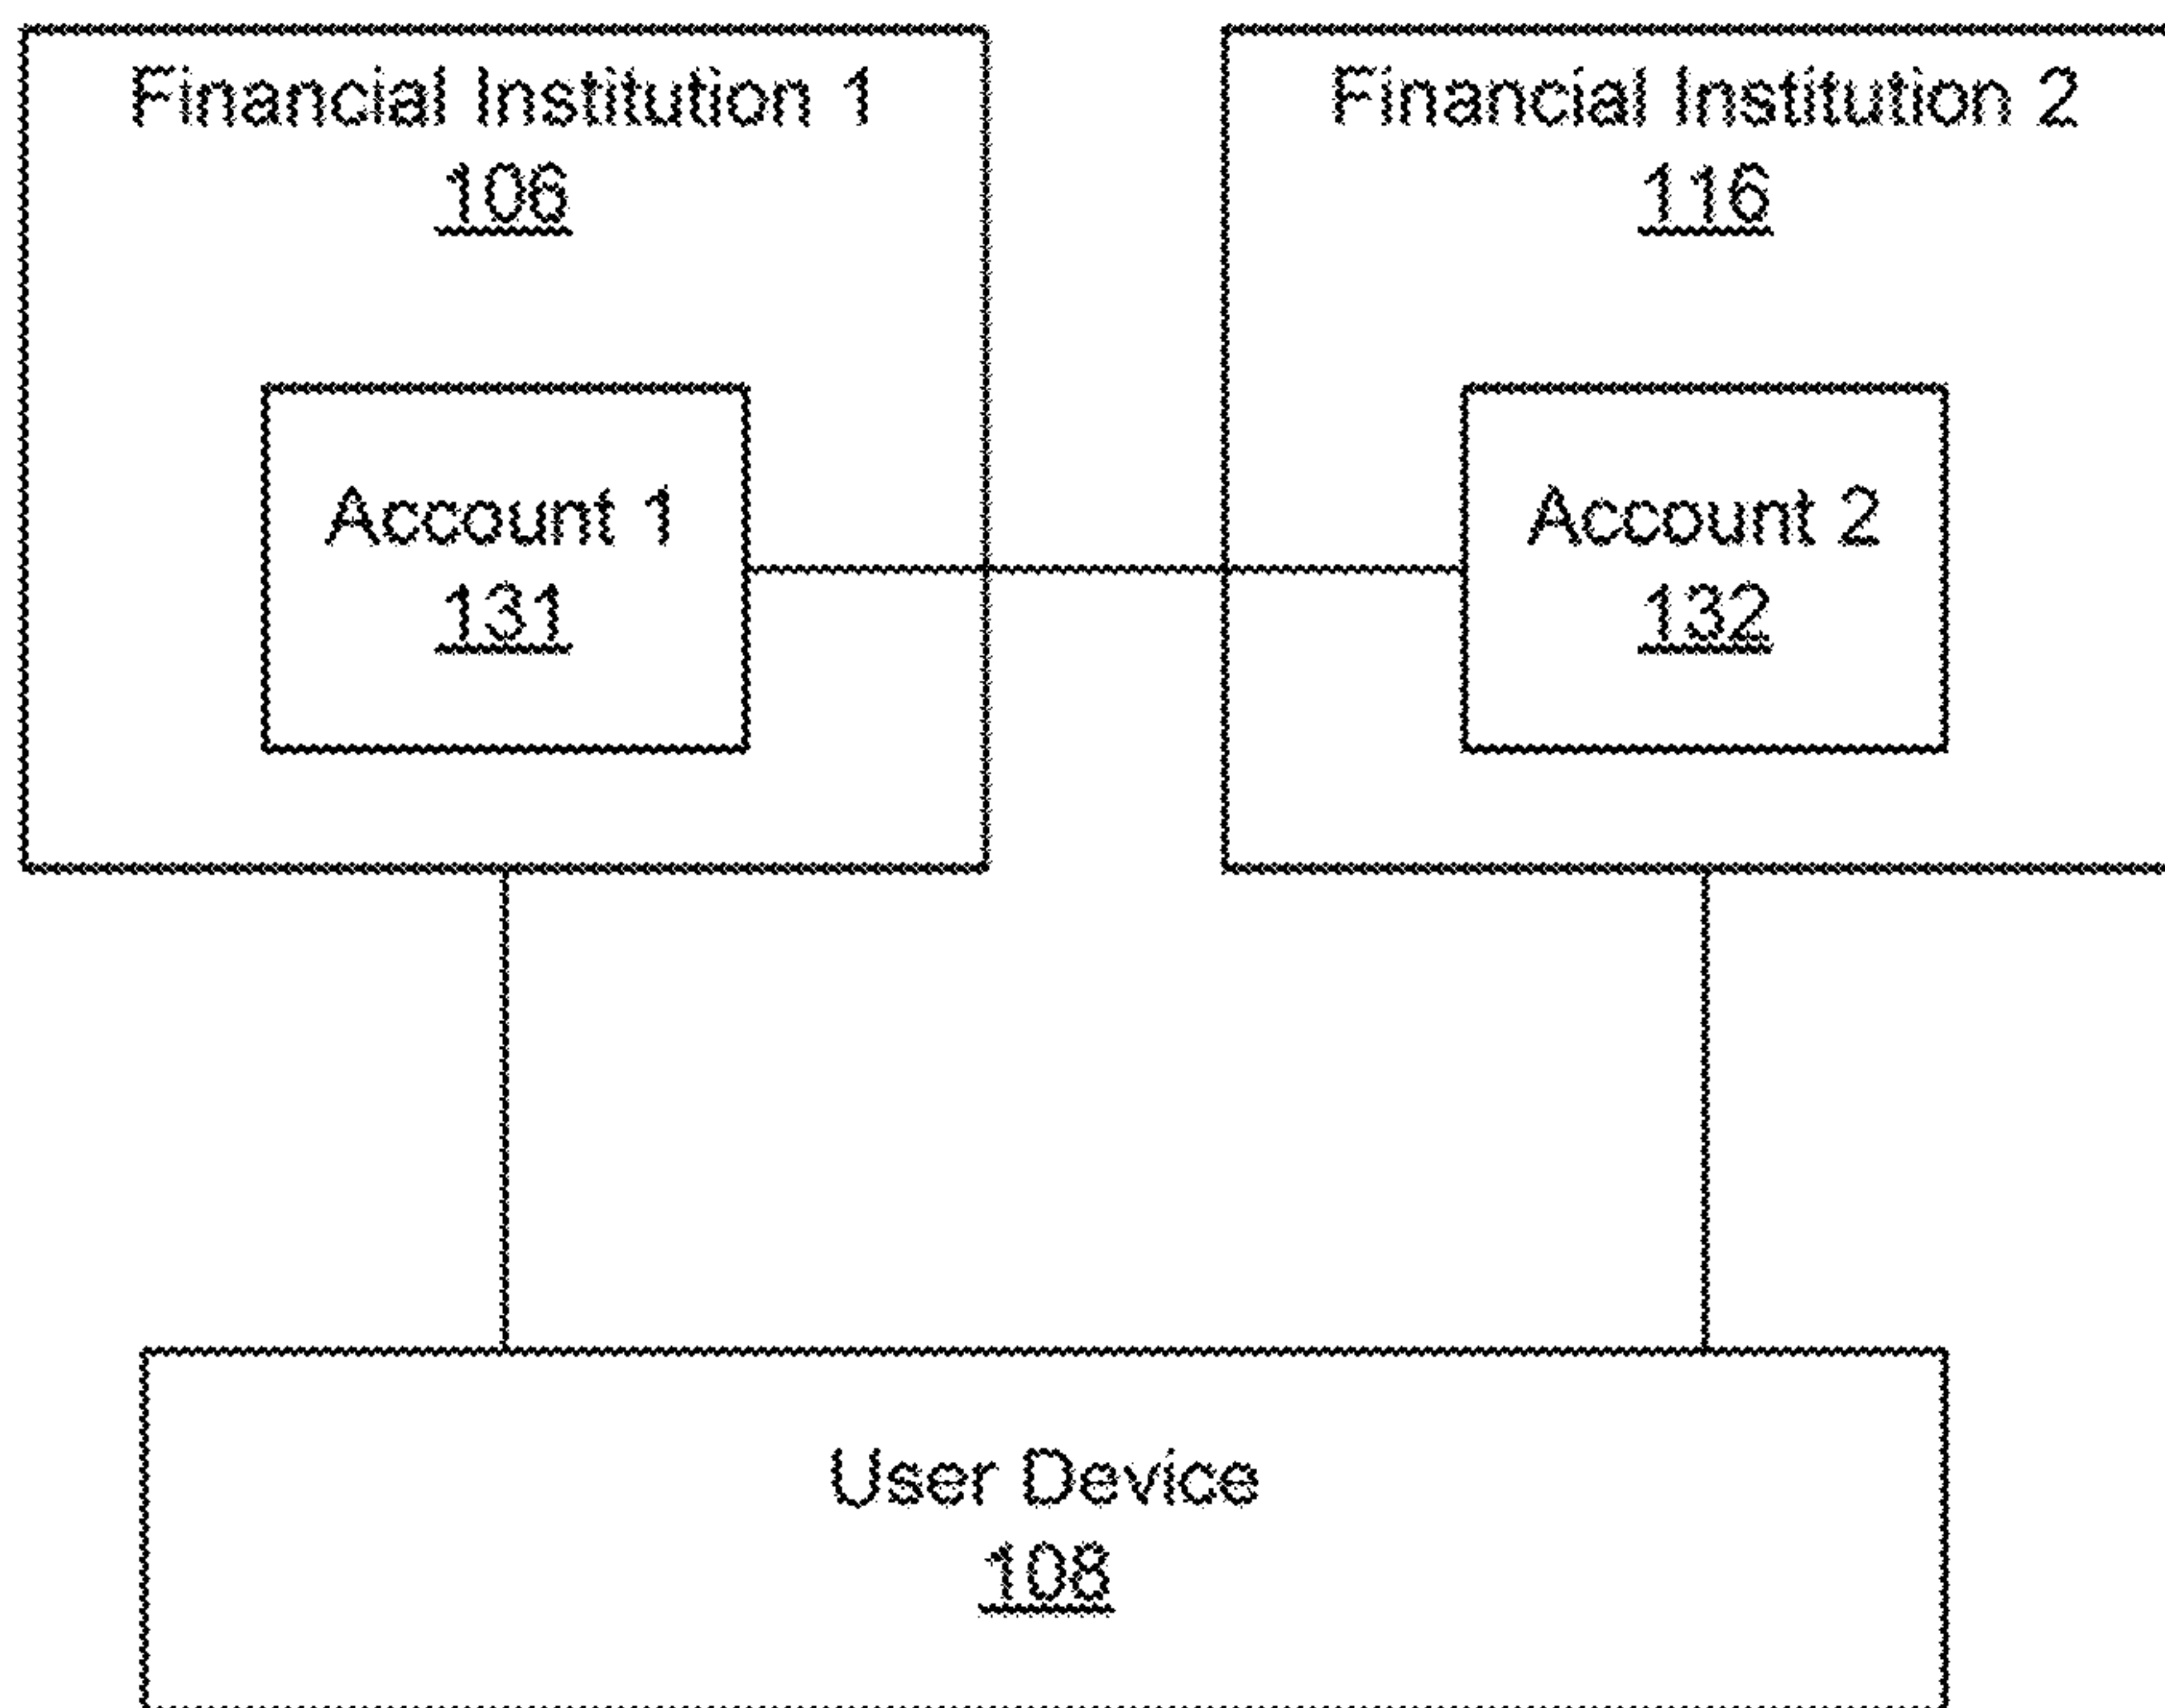 Financial Institution 1
106
Financial Institution 2
116
Account 1
131
Account 2
132
User Device
108